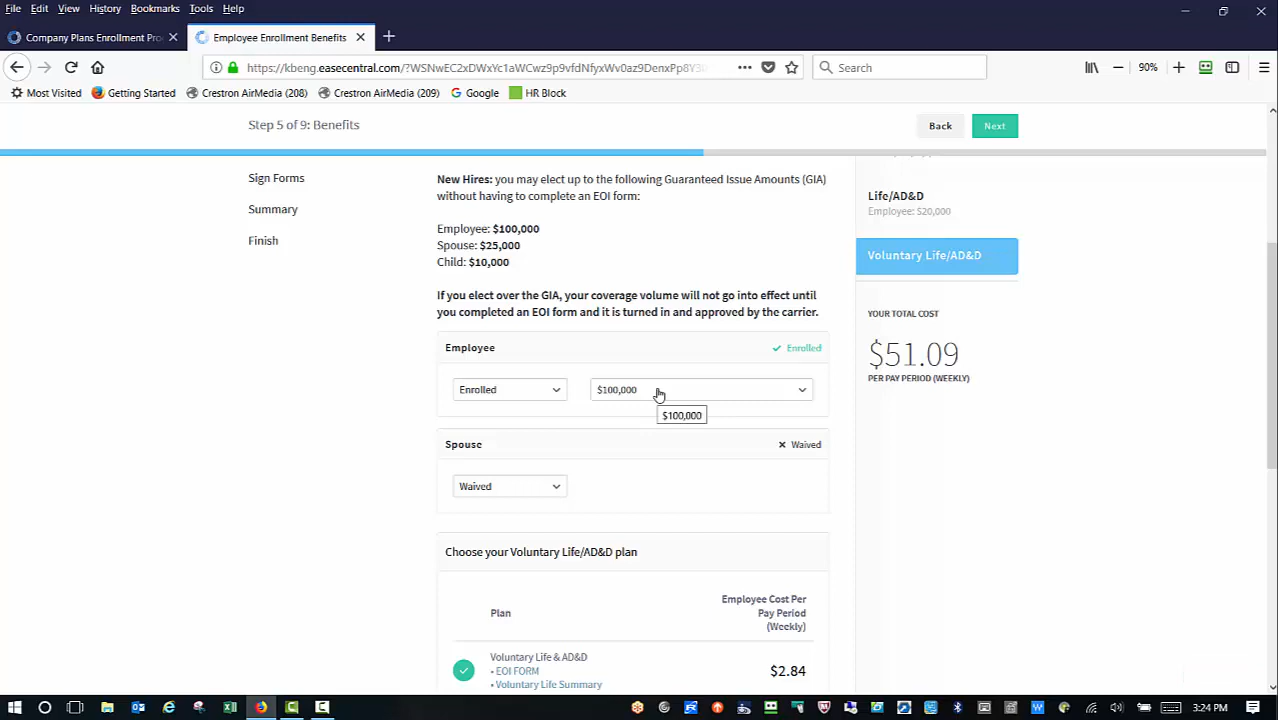 File Edit View History Bookmarks Tools Help
Company Plans Enrollment Pro
Employee Enrollment Benefits
https://kbeng.easecentral.com/?WSNwEC2xDWxYc1aWCwz9p9vfdNfyxWv0az9DenxPp8Y3
90%
Search
Most Visited Getting Started Crestron AirMedia (208) Crestron AirMedia (209) Google HR Block
Step 5 of 9: Benefits
Back Next
Sign Forms
Summary
Finish
New Hires: you may elect up to the following Guaranteed Issue Amounts (GIA)
without having to complete an EOI form:
Employee: $100,000
Spouse: $25,000
Child: $10,000
If you elect over the GIA, your coverage volume will not go into effect until
you completed an EOI form and it is turned in and approved by the carrier.
Employee Enrolled
Enrolled $100,000
$100,000
Spouse Waived
Waived
Choose your Voluntary Life/AD&D plan
Plan
Employee Cost Per
Pay Period
(Weekly)
Voluntary Life & AD&D
• EOI FORM
• Voluntary Life Summary
$2.84
Life/AD&D
Employee: $20,000
Voluntary Life/AD&D
YOUR TOTAL COST
$51.09
PER PAY PERIOD (WEEKLY)
3:24 PM